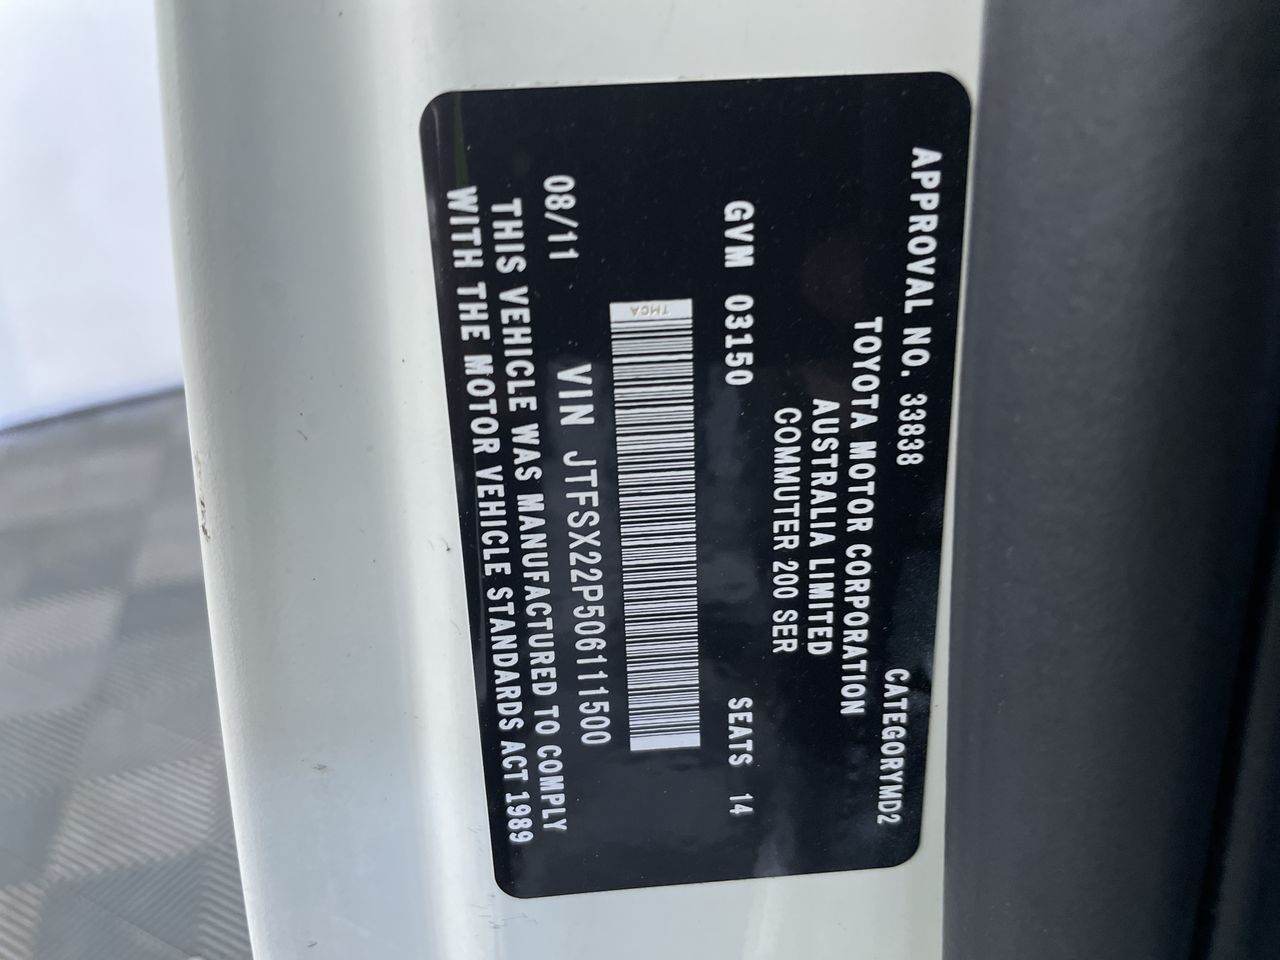 APPROVAL NO. 33838 CATEGORYMD2
TOYOTA MOTOR CORPORATION
AUSTRALIA LIMITED
COMMUTER 200 SER
GVM 03150 SEATS 14
TMCA
VIN JTFSX22P506111500
08/11
THIS VEHICLE WAS MANUFACTURED TO COMPLY
WITH THE MOTOR VEHICLE STANDARDS ACT 1989